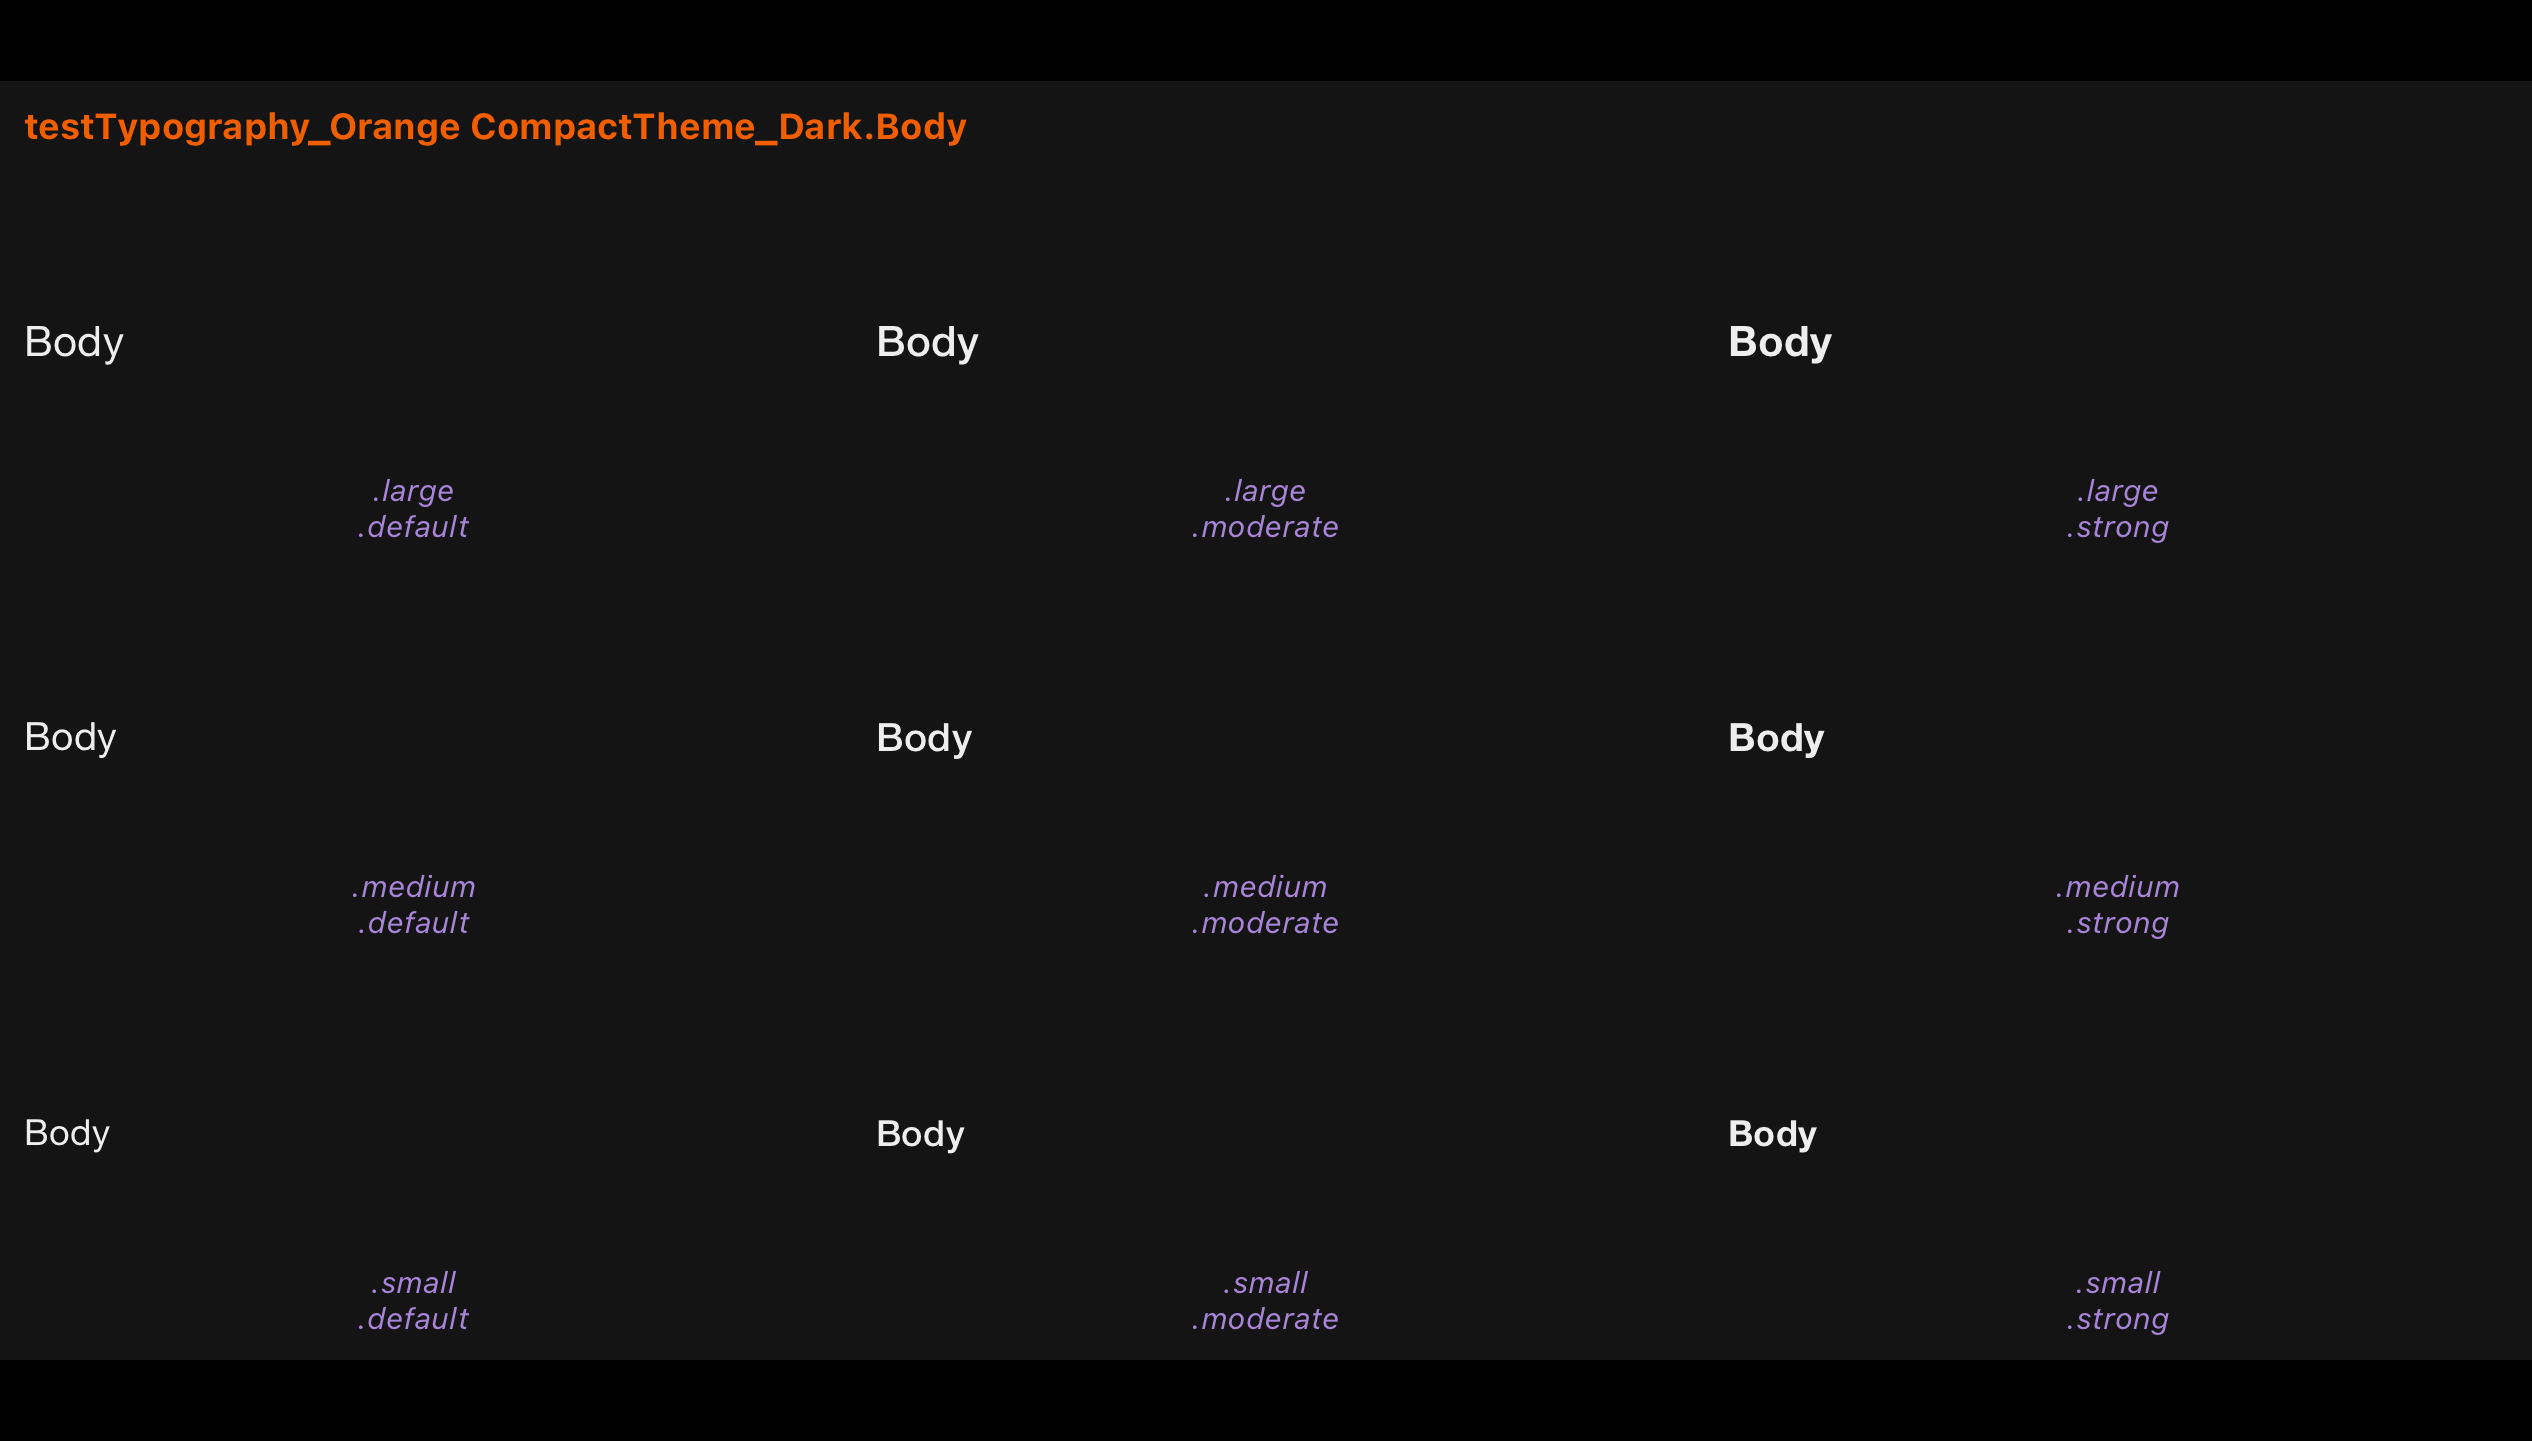 testTypography_Orange CompactTheme_Dark.Body
Body Body Body
.large .large .large
.default .moderate .strong
Body Body Body
.medium .medium .medium
.default .moderate .strong
Body Body Body
.small .small .small
.default .moderate .strong